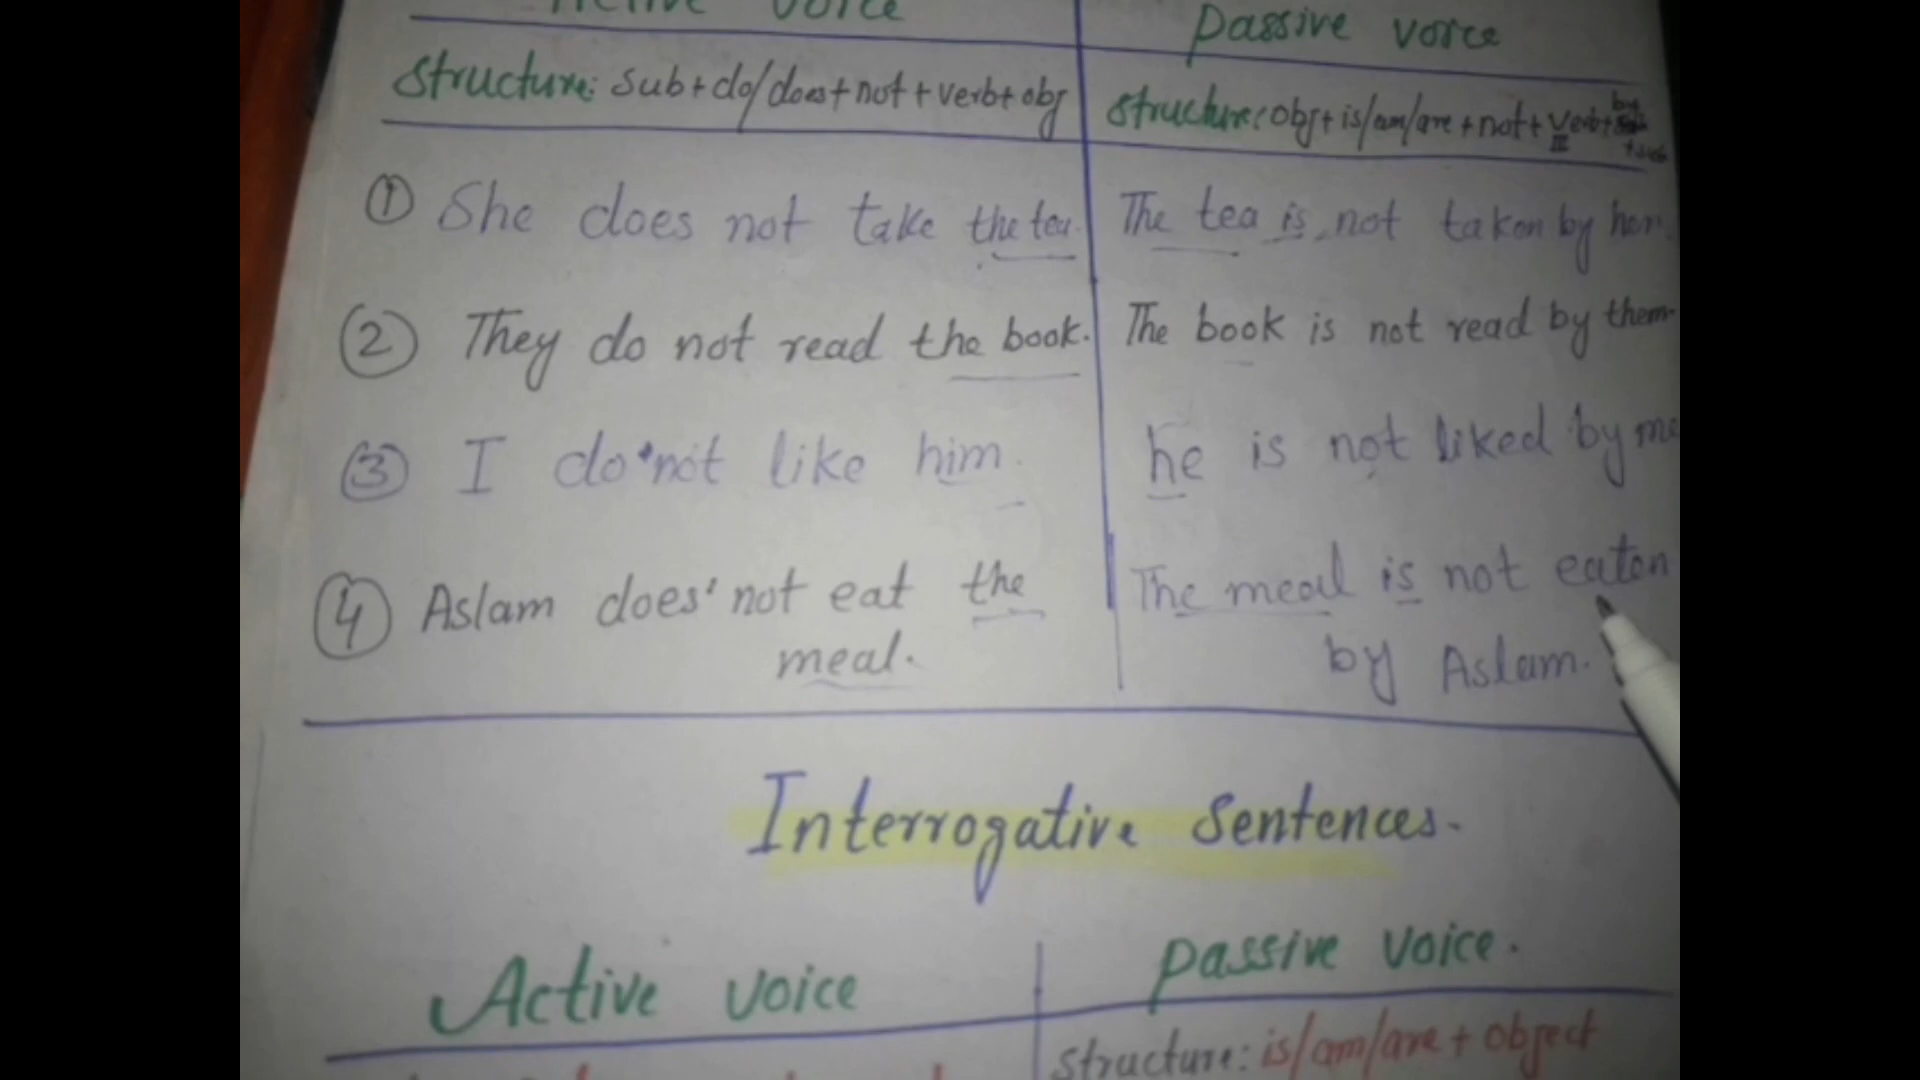 Active voice
passive voice
structure: sub+do/does+not+verb+obj
structure: obj+is/am/are+not+verb+
III
by
+sub
① She does not take the tea.
The tea is not taken by her.
② They do not read the book.
The book is not read by them.
③ I do not like him.
he is not liked by me
④ Aslam does not eat the
meal.
The meal is not eaten
by Aslam.
Interrogative sentences.
Active voice
passive voice.
structure: is/am/are + object